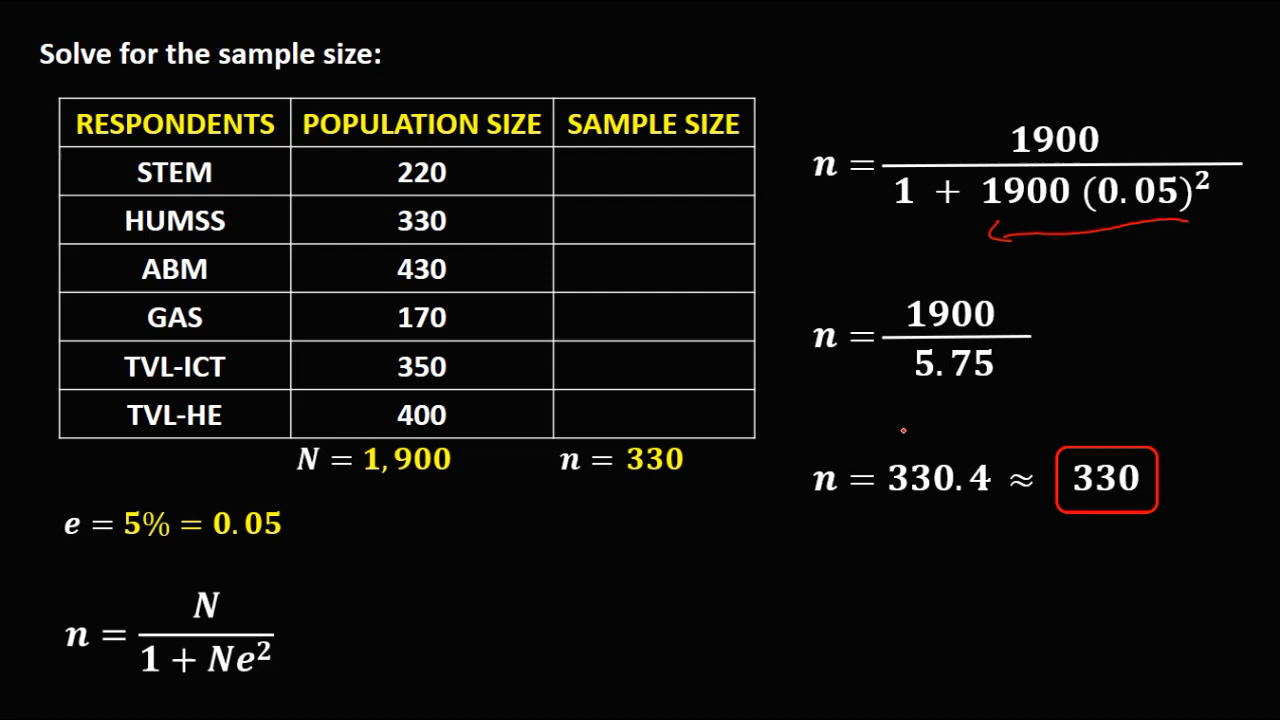 Solve for the sample size:
RESPONDENTS POPULATION SIZE SAMPLE SIZE
STEM 220
HUMSS 330
ABM 430
GAS 170
TVL-ICT 350
TVL-HE 400
N = 1,900 n = 330
e = 5% = 0.05
n = N
1 + Ne²
n = 1900
1 + 1900 (0.05)²
n = 1900
5.75
n = 330.4 ≈ 330